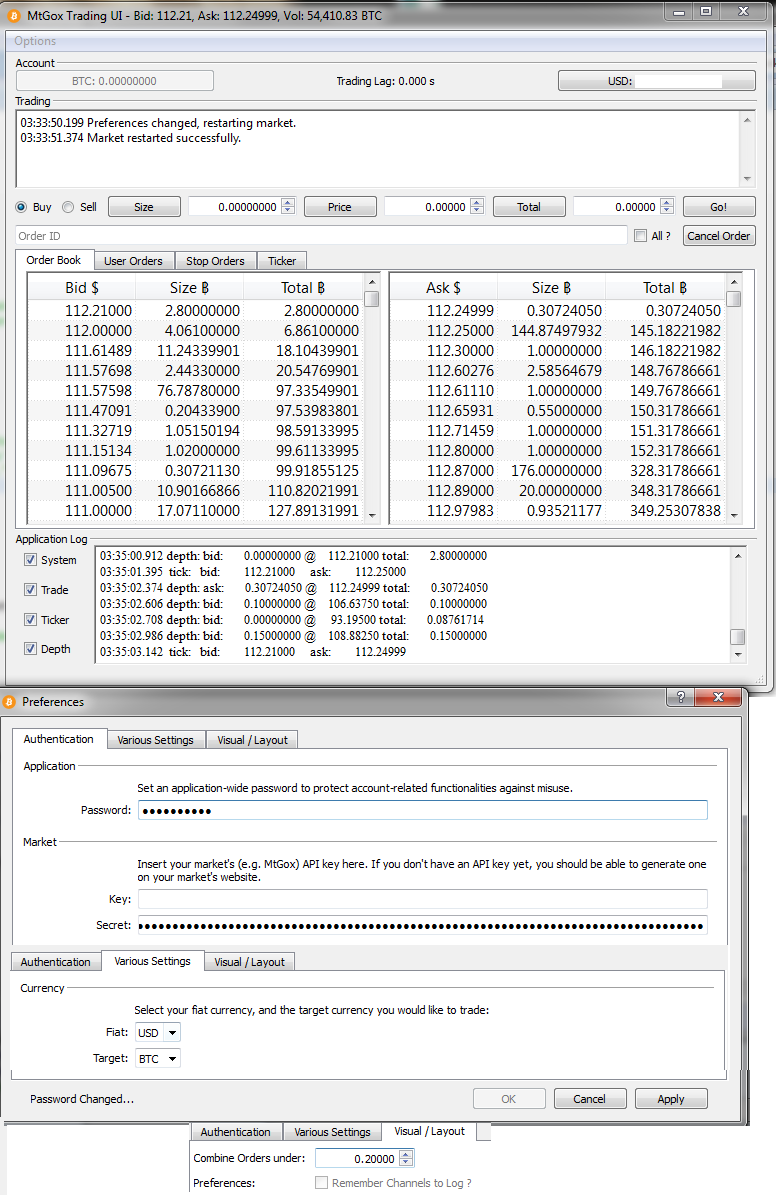 MtGox Trading UI - Bid: 112.21, Ask: 112.24999, Vol: 54,410.83 BTC
Options
Account
BTC: 0.00000000 Trading Lag: 0.000 s USD:
Trading
03:33:50.199 Preferences changed, restarting market.
03:33:51.374 Market restarted successfully.
Buy Sell Size 0.00000000 Price 0.00000 Total 0.00000 Go!
Order ID All ? Cancel Order
Order Book User Orders Stop Orders Ticker
Bid $ Size ฿ Total ฿ Ask $ Size ฿ Total ฿
112.21000 2.80000000 2.80000000 112.24999 0.30724050 0.30724050
112.00000 4.06100000 6.86100000 112.25000 144.87497932 145.18221982
111.61489 11.24339901 18.10439901 112.30000 1.00000000 146.18221982
111.57698 2.44330000 20.54769901 112.60276 2.58564679 148.76786661
111.57598 76.78780000 97.33549901 112.61110 1.00000000 149.76786661
111.47091 0.20433900 97.53983801 112.65931 0.55000000 150.31786661
111.32719 1.05150194 98.59133995 112.71459 1.00000000 151.31786661
111.15134 1.02000000 99.61133995 112.80000 1.00000000 152.31786661
111.09675 0.30721130 99.91855125 112.87000 176.00000000 328.31786661
111.00500 10.90166866 110.82021991 112.89000 20.00000000 348.31786661
111.00000 17.07110000 127.89131991 112.97983 0.93521177 349.25307838
Application Log
System
Trade
Ticker
Depth
03:35:00.912 depth: bid: 0.00000000 @ 112.21000 total: 2.80000000
03:35:01.395 tick: bid: 112.21000 ask: 112.25000
03:35:02.374 depth: ask: 0.30724050 @ 112.24999 total: 0.30724050
03:35:02.606 depth: bid: 0.10000000 @ 106.63750 total: 0.10000000
03:35:02.708 depth: bid: 0.00000000 @ 93.19500 total: 0.08761714
03:35:02.986 depth: bid: 0.15000000 @ 108.88250 total: 0.15000000
03:35:03.142 tick: bid: 112.21000 ask: 112.24999
Preferences
Authentication Various Settings Visual / Layout
Application
Set an application-wide password to protect account-related functionalities against misuse.
Password:
Market
Insert your market's (e.g. MtGox) API key here. If you don't have an API key yet, you should be able to generate one
on your market's website.
Key:
Secret:
Authentication Various Settings Visual / Layout
Currency
Select your fiat currency, and the target currency you would like to trade:
Fiat: USD
Target: BTC
Password Changed... OK Cancel Apply
Authentication Various Settings Visual / Layout
Combine Orders under: 0.20000
Preferences: Remember Channels to Log ?